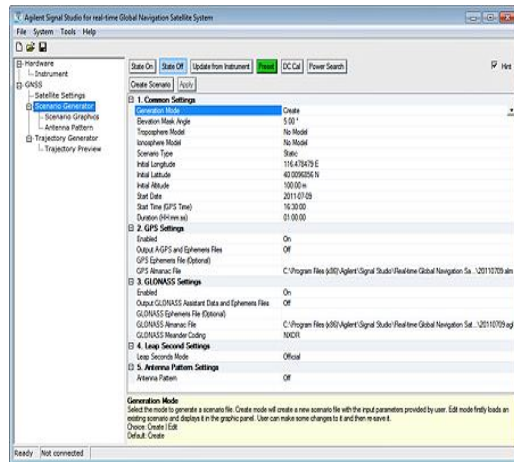 Agilent Signal Studio for real-time Global Navigation Satellite System
File System Tools Help
Hardware
Instrument
GNSS
Satellite Settings
Scenario Generator
Scenario Graphics
Antenna Pattern
Trajectory Generator
Trajectory Preview
State On State Off Update from Instrument Preset DC Cal Power Search Hint
Create Scenario Apply
1. Common Settings
Generation Mode Create
Elevation Mask Angle 5.00 °
Troposphere Model No Model
Ionosphere Model No Model
Scenario Type Static
Initial Longitude 116.478479 E
Initial Latitude 40.0096856 N
Initial Altitude 100.00 m
Start Date 2011-07-09
Start Time (GPS Time) 16:30:00
Duration (HH:mm:ss) 01:00:00
2. GPS Settings
Enabled On
Output A-GPS and Ephemeris Files Off
GPS Ephemeris File (Optional)
GPS Almanac File C:\Program Files (x86)\Agilent\Signal Studio\Real-time Global Navigation Sa...\20110709.alm
3. GLONASS Settings
Enabled On
Output GLONASS Assistant Data and Ephemeris Files Off
GLONASS Ephemeris File (Optional)
GLONASS Almanac File C:\Program Files (x86)\Agilent\Signal Studio\Real-time Global Navigation Sat...\20110709.agl
GLONASS Meander Coding NXOR
4. Leap Second Settings
Leap Seconds Mode Official
5. Antenna Pattern Settings
Antenna Pattern Off
Generation Mode
Select the mode to generate a scenario file. Create mode will create a new scenario file with the input parameters provided by user. Edit mode firstly loads an
existing scenario and displays it in the graphic panel. User can make some changes to it and then re-save it.
Choice: Create | Edit
Default: Create
Ready Not connected